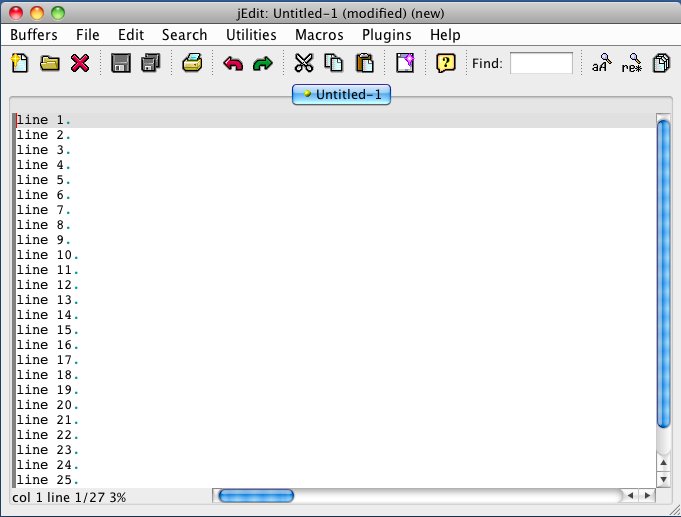 jEdit: Untitled-1 (modified) (new)
Buffers File Edit Search Utilities Macros Plugins Help
? Find: aA re*
Untitled-1
line 1.
line 2.
line 3.
line 4.
line 5.
line 6.
line 7.
line 8.
line 9.
line 10.
line 11.
line 12.
line 13.
line 14.
line 15.
line 16.
line 17.
line 18.
line 19.
line 20.
line 21.
line 22.
line 23.
line 24.
line 25.
col 1 line 1/27 3%